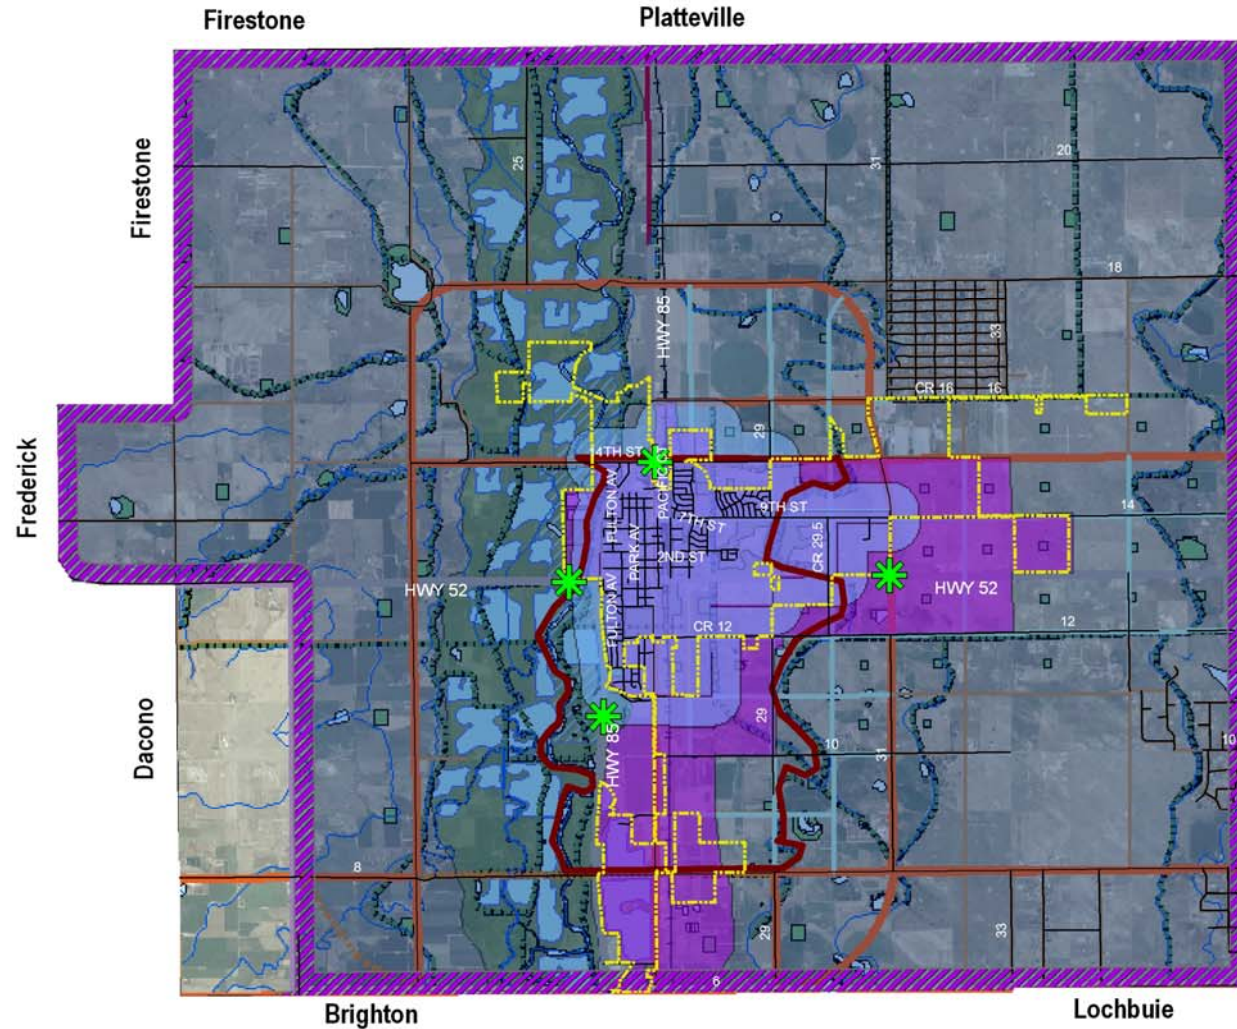 Firestone
Platteville
Firestone
Frederick
Dacono
25
31
20
18
HWY 85
33
CR 16
16
29
4TH ST
PACIFIC CT
FULTON AV
PARK AV
7TH ST
9TH ST
14
2ND ST
CR 29.5
HWY 52
HWY 52
FULTON AV
CR 12
12
29
HWY 85
10
31
10
8
29
33
6
Brighton
Lochbuie